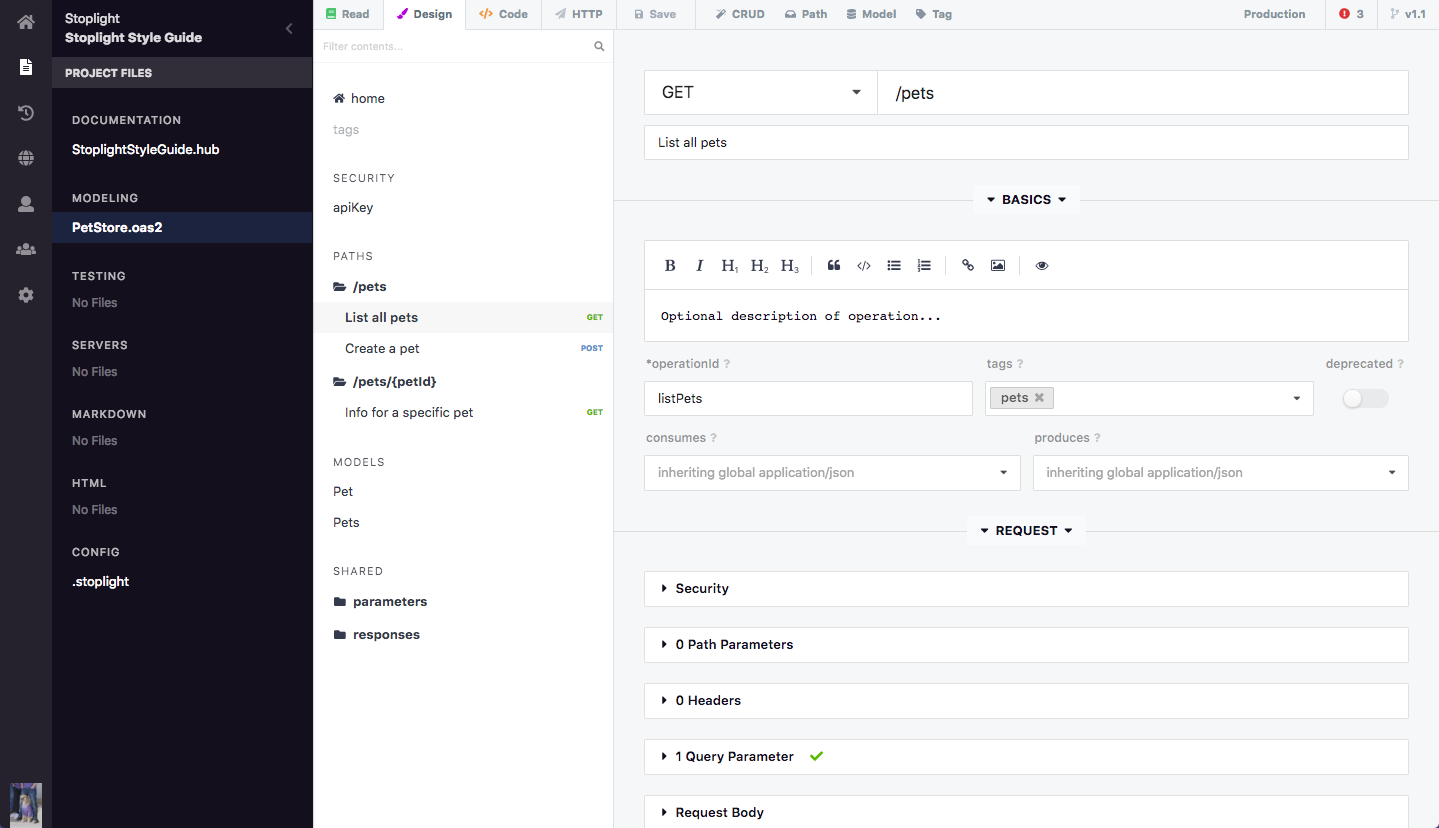 Stoplight
Stoplight Style Guide
PROJECT FILES
DOCUMENTATION
StoplightStyleGuide.hub
MODELING
PetStore.oas2
TESTING
No Files
SERVERS
No Files
MARKDOWN
No Files
HTML
No Files
CONFIG
.stoplight
Read Design Code HTTP Save CRUD Path Model Tag Production 3 v1.1
Filter contents...
home
tags
SECURITY
apiKey
PATHS
/pets
List all pets GET
Create a pet POST
/pets/{petId}
Info for a specific pet GET
MODELS
Pet
Pets
SHARED
parameters
responses
GET /pets
List all pets
BASICS
B I H1 H2 H3
Optional description of operation...
*operationId ? tags ? deprecated ?
listPets pets
consumes ? produces ?
inheriting global application/json inheriting global application/json
REQUEST
Security
0 Path Parameters
0 Headers
1 Query Parameter
Request Body